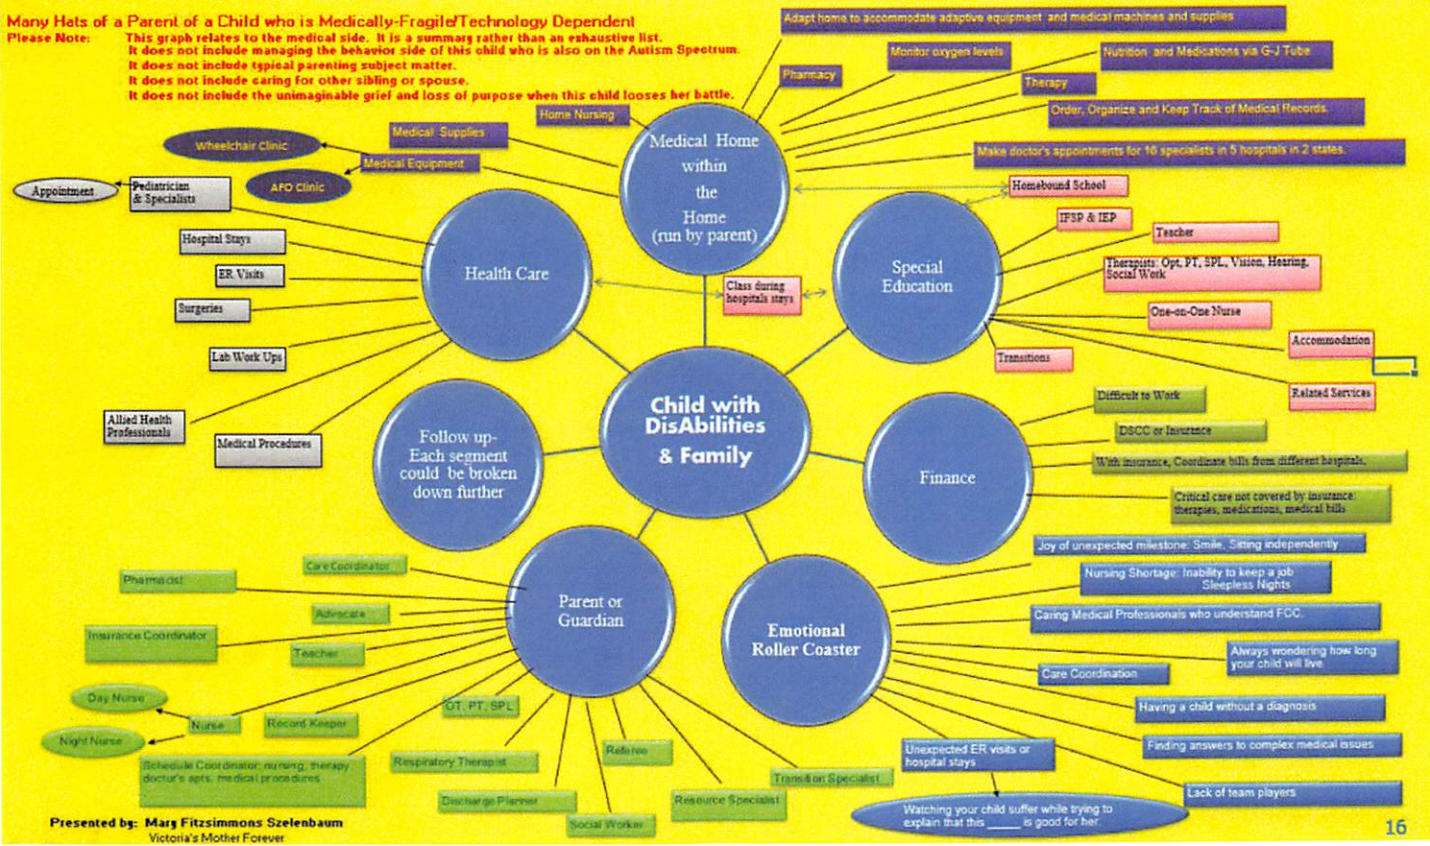 Many Hats of a Parent of a Child who is Medically-Fragile/Technology Dependent
Please Note: This graph relates to the medical side. It is a summary rather than an exhaustive list.
It does not include managing the behavior side of this child who is also on the Autism Spectrum.
It does not include typical parenting subject matter.
It does not include caring for other sibling or spouse.
It does not include the unimaginable grief and loss of purpose when this child looses her battle.
Adapt home to accommodate adaptive equipment and medical machines and supplies
Monitor oxygen levels
Nutrition and Medications via G-J Tube
Pharmacy
Therapy
Order, Organize and Keep Track of Medical Records.
Home Nursing
Medical Supplies
Make doctor's appointments for 16 specialists in 5 hospitals in 2 states.
Wheelchair Clinic
Medical Equipment
AFO Clinic
Medical Home
within
the
Home
(run by parent)
Appointment
Pediatrician
& Specialists
Hospital Stays
ER Visits
Surgeries
Lab Work Ups
Allied Health
Professionals
Medical Procedures
Health Care
Class during
hospitals stays
Special
Education
Homebound School
IFSP & IEP
Teacher
Therapists: Opt, PT, SPL, Vision, Hearing,
Social Work
One-on-One Nurse
Accommodation
Transitions
Related Services
Child with
DisAbilities
& Family
Follow up-
Each segment
could be broken
down further
Finance
Difficult to Work
DSCC or Insurance
With insurance, Coordinate bills from different hospitals,
Critical care not covered by insurance:
therapies, medications, medical bills
Parent or
Guardian
Care Coordinator
Pharmacist
Advocate
Insurance Coordinator
Teacher
Day Nurse
Nurse
Night Nurse
Record Keeper
OT, PT, SPL
Schedule Coordinator: nursing, therapy
doctor's apts, medical procedures
Respiratory Therapist
Discharge Planner
Social Worker
Referee
Resource Specialist
Transition Specialist
Emotional
Roller Coaster
Joy of unexpected milestone: Smile, Sitting independently
Nursing Shortage: Inability to keep a job
Sleepless Nights
Caring Medical Professionals who understand FCC.
Always wondering how long
your child will live
Care Coordination
Having a child without a diagnosis
Finding answers to complex medical issues
Unexpected ER visits or
hospital stays
Lack of team players
Watching your child suffer while trying to
explain that this _____ is good for her.
Presented by: Mary Fitzsimmons Szelenbaum
Victoria's Mother Forever
16